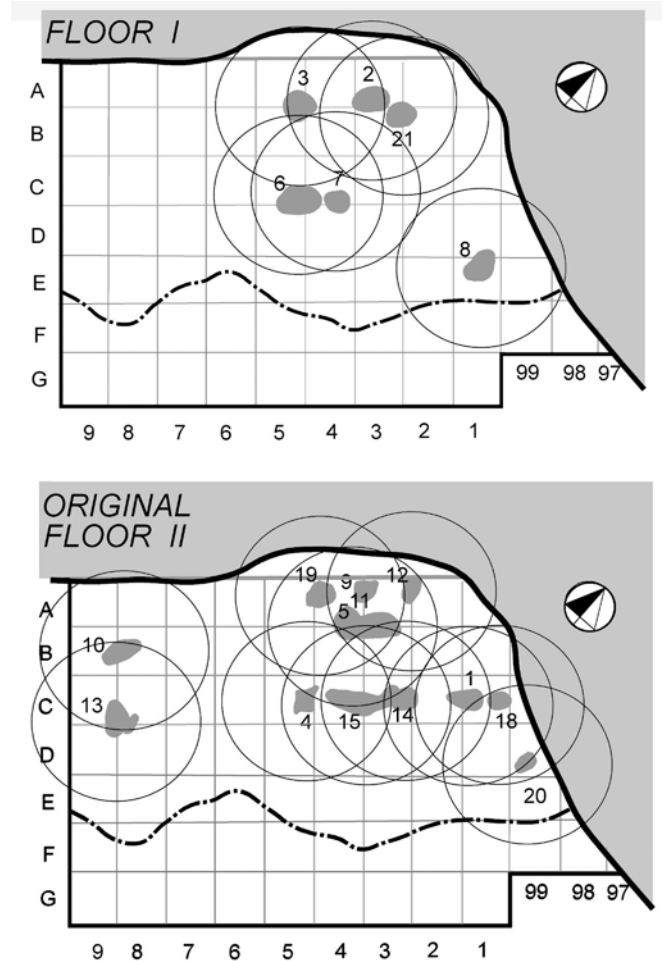 FLOOR I
A
3
2
B
21
C
6
7
D
8
E
F
G
99 98 97
9 8 7 6 5 4 3 2 1
ORIGINAL
FLOOR II
19 9 12
A
5 11
B
10
C
13
4 15 14 1 18
D
E
20
F
G
99 98 97
9 8 7 6 5 4 3 2 1